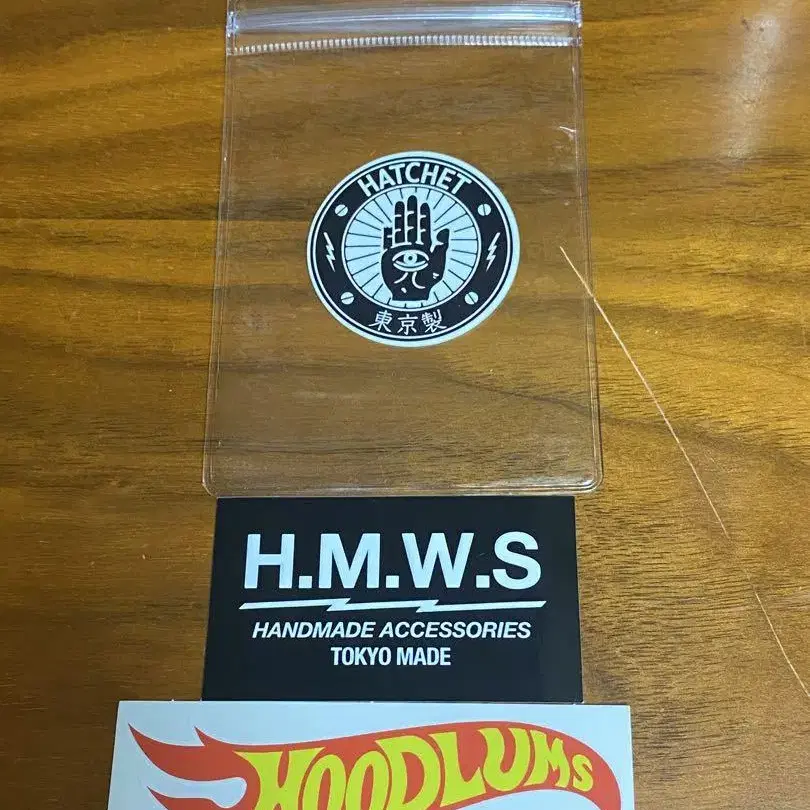 HATCHET
東京製
H.M.W.S
HANDMADE ACCESSORIES
TOKYO MADE
HOODLUMS